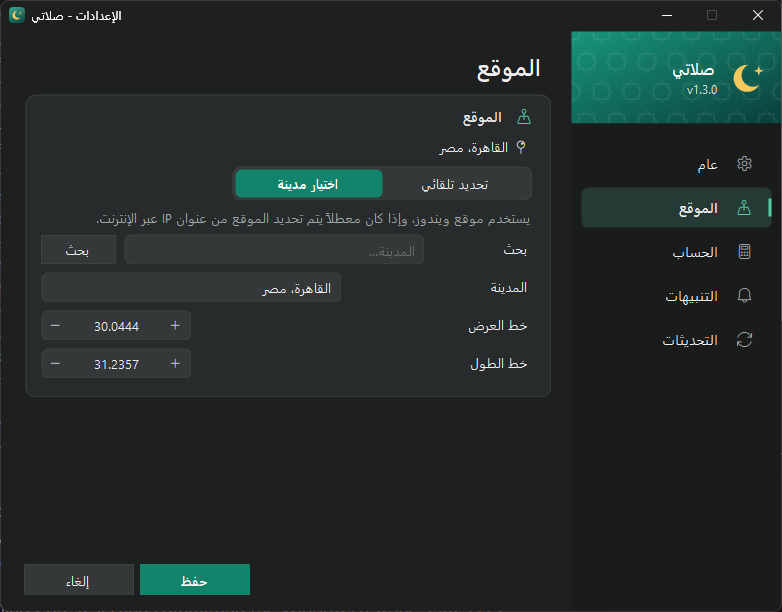 الإعدادات - صلاتي
صلاتي
v1.3.0
عام
الموقع
الحساب
التنبيهات
التحديثات
الموقع
الموقع
القاهرة، مصر
تحديد تلقائي
اختيار مدينة
يستخدم موقع ويندوز، وإذا كان معطلاً يتم تحديد الموقع من عنوان IP عبر الإنترنت.
بحث
المدينة...
بحث
المدينة
القاهرة، مصر
خط العرض
+ 30.0444 −
خط الطول
+ 31.2357 −
حفظ
إلغاء